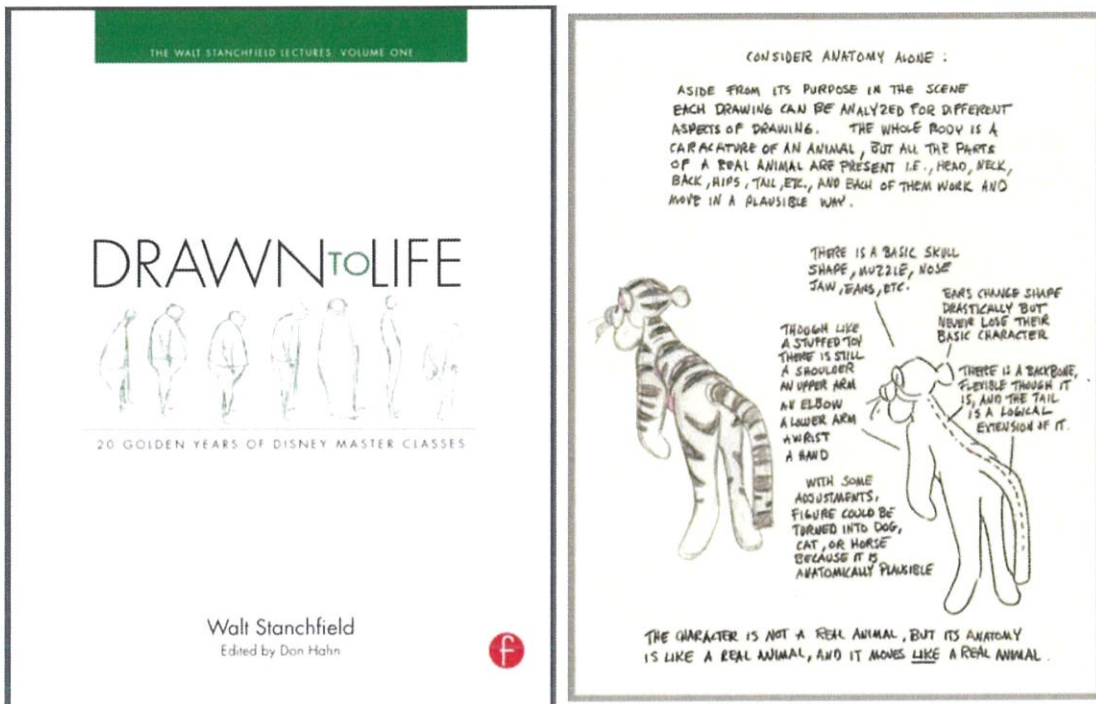 THE WALT STANCHFIELD LECTURES VOLUME ONE
DRAWN TO LIFE
20 GOLDEN YEARS OF DISNEY MASTER CLASSES
Walt Stanchfield
Edited by Don Hahn
f
CONSIDER ANATOMY ALONE :
ASIDE FROM ITS PURPOSE IN THE SCENE
EACH DRAWING CAN BE ANALYZED FOR DIFFERENT
ASPECTS OF DRAWING. THE WHOLE BODY IS A
CARACATURE OF AN ANIMAL, BUT ALL THE PARTS
OF A REAL ANIMAL ARE PRESENT I.E., HEAD, NECK,
BACK, HIPS, TAIL, ETC., AND EACH OF THEM WORK AND
MOVE IN A PLAUSIBLE WAY.
THERE IS A BASIC SKULL
SHAPE, MUZZLE, NOSE
JAW, EARS, ETC.
EARS CHANGE SHAPE
DRASTICALLY BUT
NEVER LOSE THEIR
BASIC CHARACTER
THOUGH LIKE
A STUFFED TOY
THERE IS STILL
A SHOULDER
AN UPPER ARM
AN ELBOW
A LOWER ARM
A WRIST
A HAND
THERE IS A BACKBONE,
FLEXIBLE THOUGH IT
IS, AND THE TAIL
IS A LOGICAL
EXTENSION OF IT.
WITH SOME
ADJUSTMENTS,
FIGURE COULD BE
TURNED INTO DOG,
CAT, OR HORSE
BECAUSE IT IS
ANATOMICALLY PLAUSIBLE
THE CHARACTER IS NOT A REAL ANIMAL, BUT ITS ANATOMY
IS LIKE A REAL ANIMAL, AND IT MOVES LIKE A REAL ANIMAL.